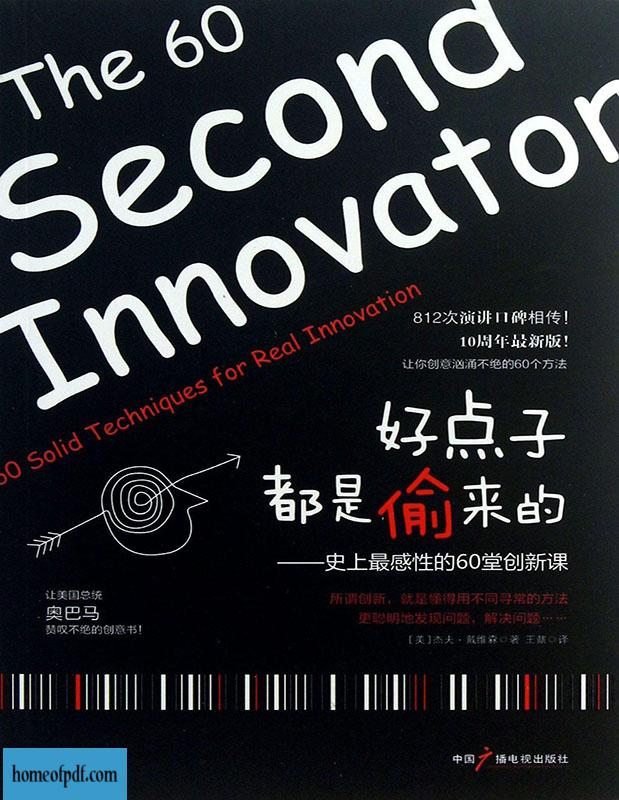 The 60
Second
Innovator
60 Solid Techniques for Real Innovation
812次演讲口碑相传!
10周年最新版!
让你创意汹涌不绝的60个方法
好点子
都是偷来的
——史上最感性的60堂创新课
让美国总统
奥巴马
赞叹不绝的创意书!
所谓创新,就是懂得用不同寻常的方法
更聪明地发现问题,解决问题……
[美]杰夫·戴维森◎著 王蕻◎译
中国广播电视出版社
homeofpdf.com